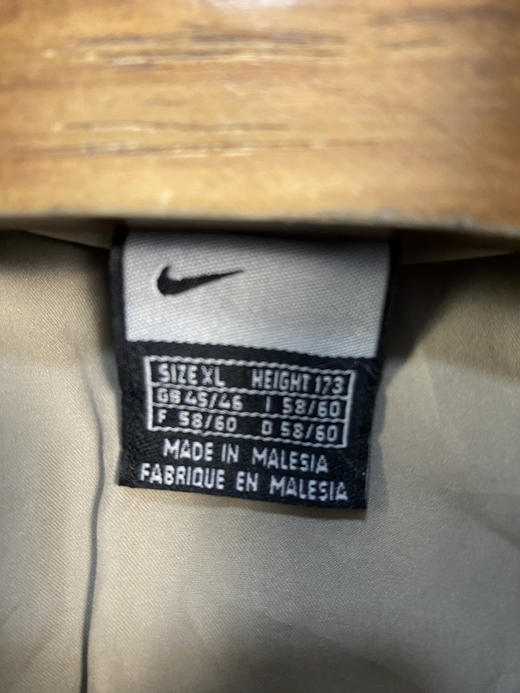 SIZE XL HEIGHT 173
GB 45/46 I 58/60
F 58/60 D 58/60
MADE IN MALESIA
FABRIQUE EN MALESIA